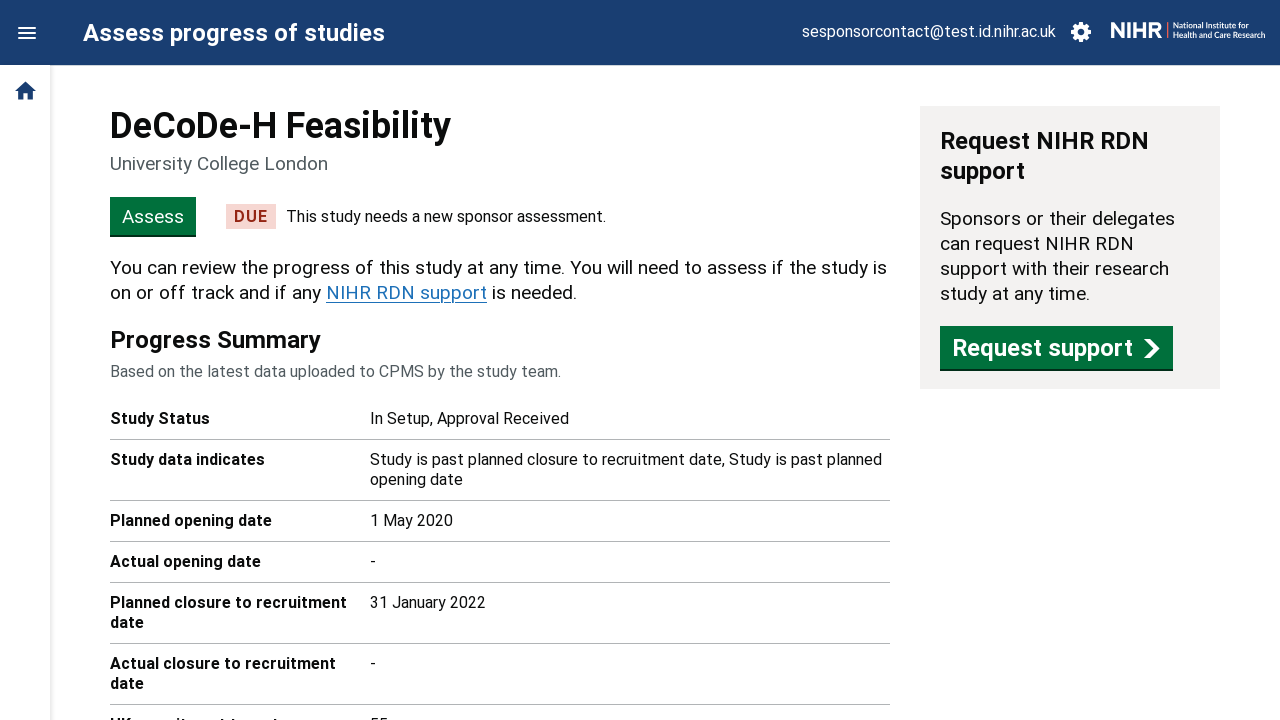 Assess progress of studies
sesponsorcontact@test.id.nihr.ac.uk
NIHR
National Institute for
Health and Care Research
DeCoDe-H Feasibility
University College London
Assess
DUE
This study needs a new sponsor assessment.
You can review the progress of this study at any time. You will need to assess if the study is
on or off track and if any NIHR RDN support is needed.
Progress Summary
Based on the latest data uploaded to CPMS by the study team.
Study Status
In Setup, Approval Received
Study data indicates
Study is past planned closure to recruitment date, Study is past planned
opening date
Planned opening date
1 May 2020
Actual opening date
-
Planned closure to recruitment
date
31 January 2022
Actual closure to recruitment
date
-
Request NIHR RDN
support
Sponsors or their delegates
can request NIHR RDN
support with their research
study at any time.
Request support